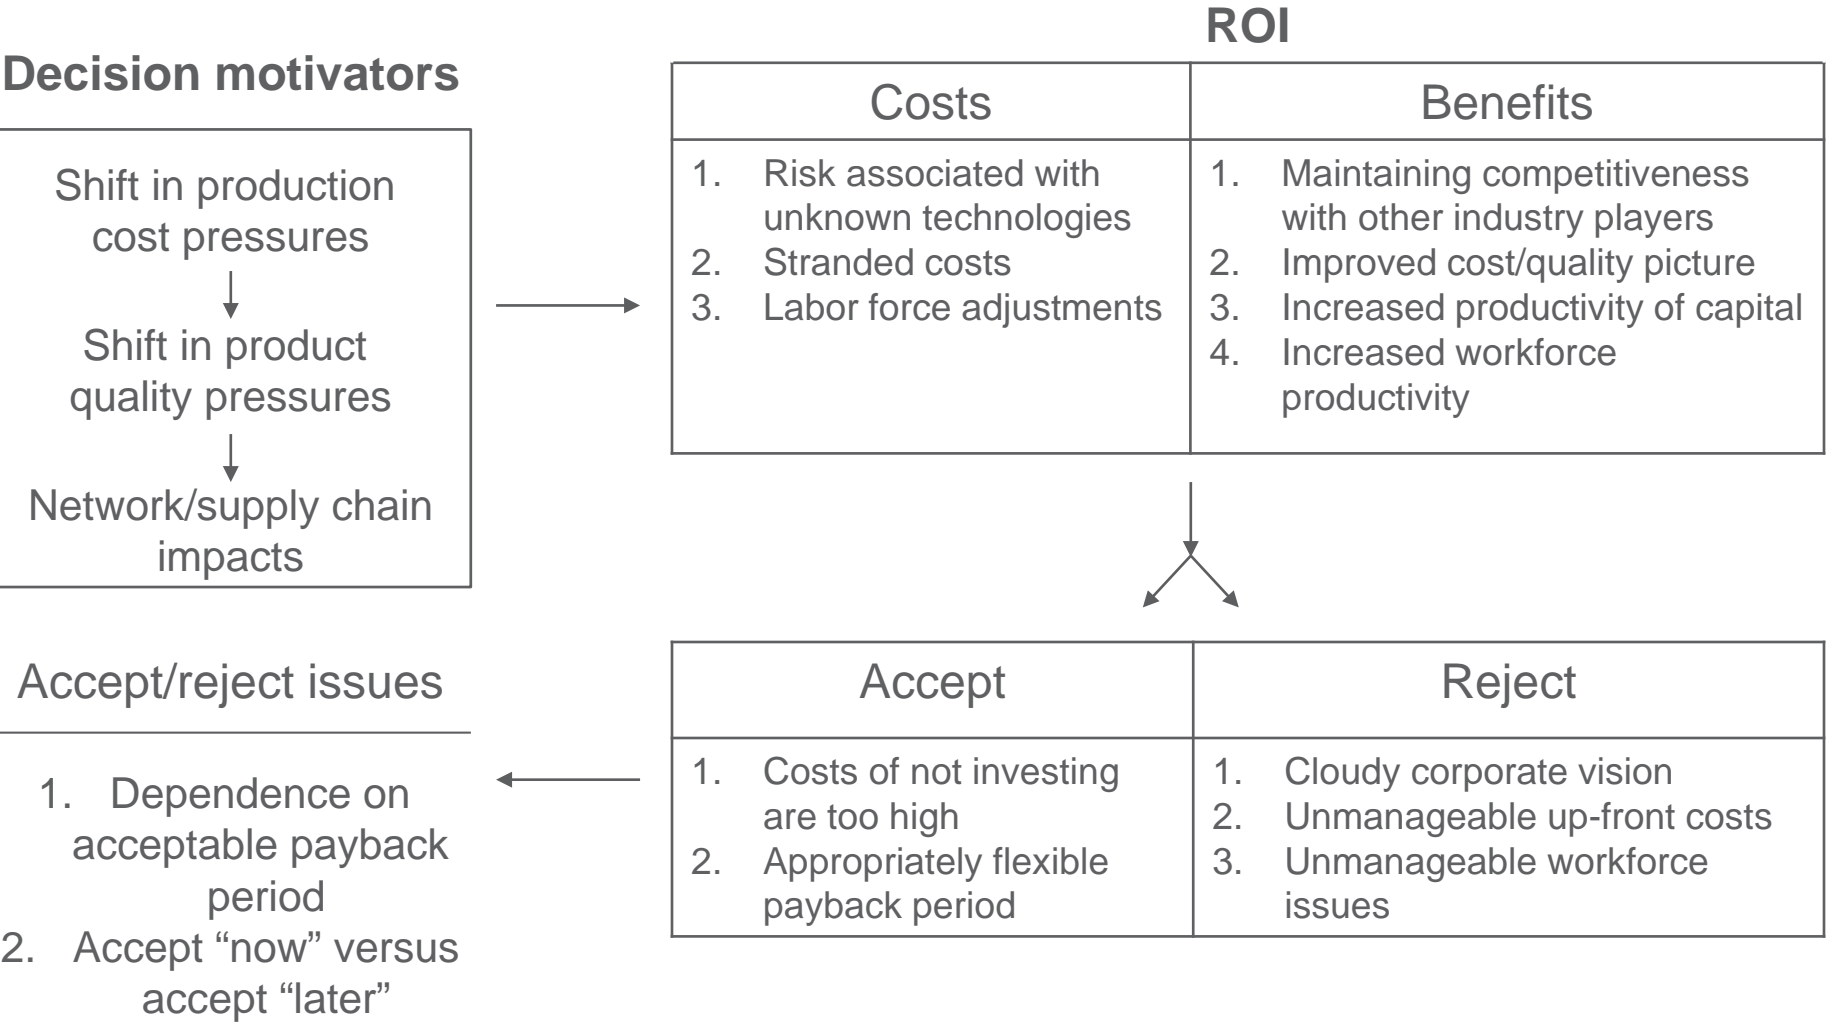 Decision motivators
Shift in production
cost pressures
Shift in product
quality pressures
Network/supply chain
impacts
ROI
Costs
Benefits
1. Risk associated with
unknown technologies
2. Stranded costs
3. Labor force adjustments
1. Maintaining competitiveness
with other industry players
2. Improved cost/quality picture
3. Increased productivity of capital
4. Increased workforce
productivity
Accept
Reject
1. Costs of not investing
are too high
2. Appropriately flexible
payback period
1. Cloudy corporate vision
2. Unmanageable up-front costs
3. Unmanageable workforce
issues
Accept/reject issues
1. Dependence on
acceptable payback
period
2. Accept “now” versus
accept “later”